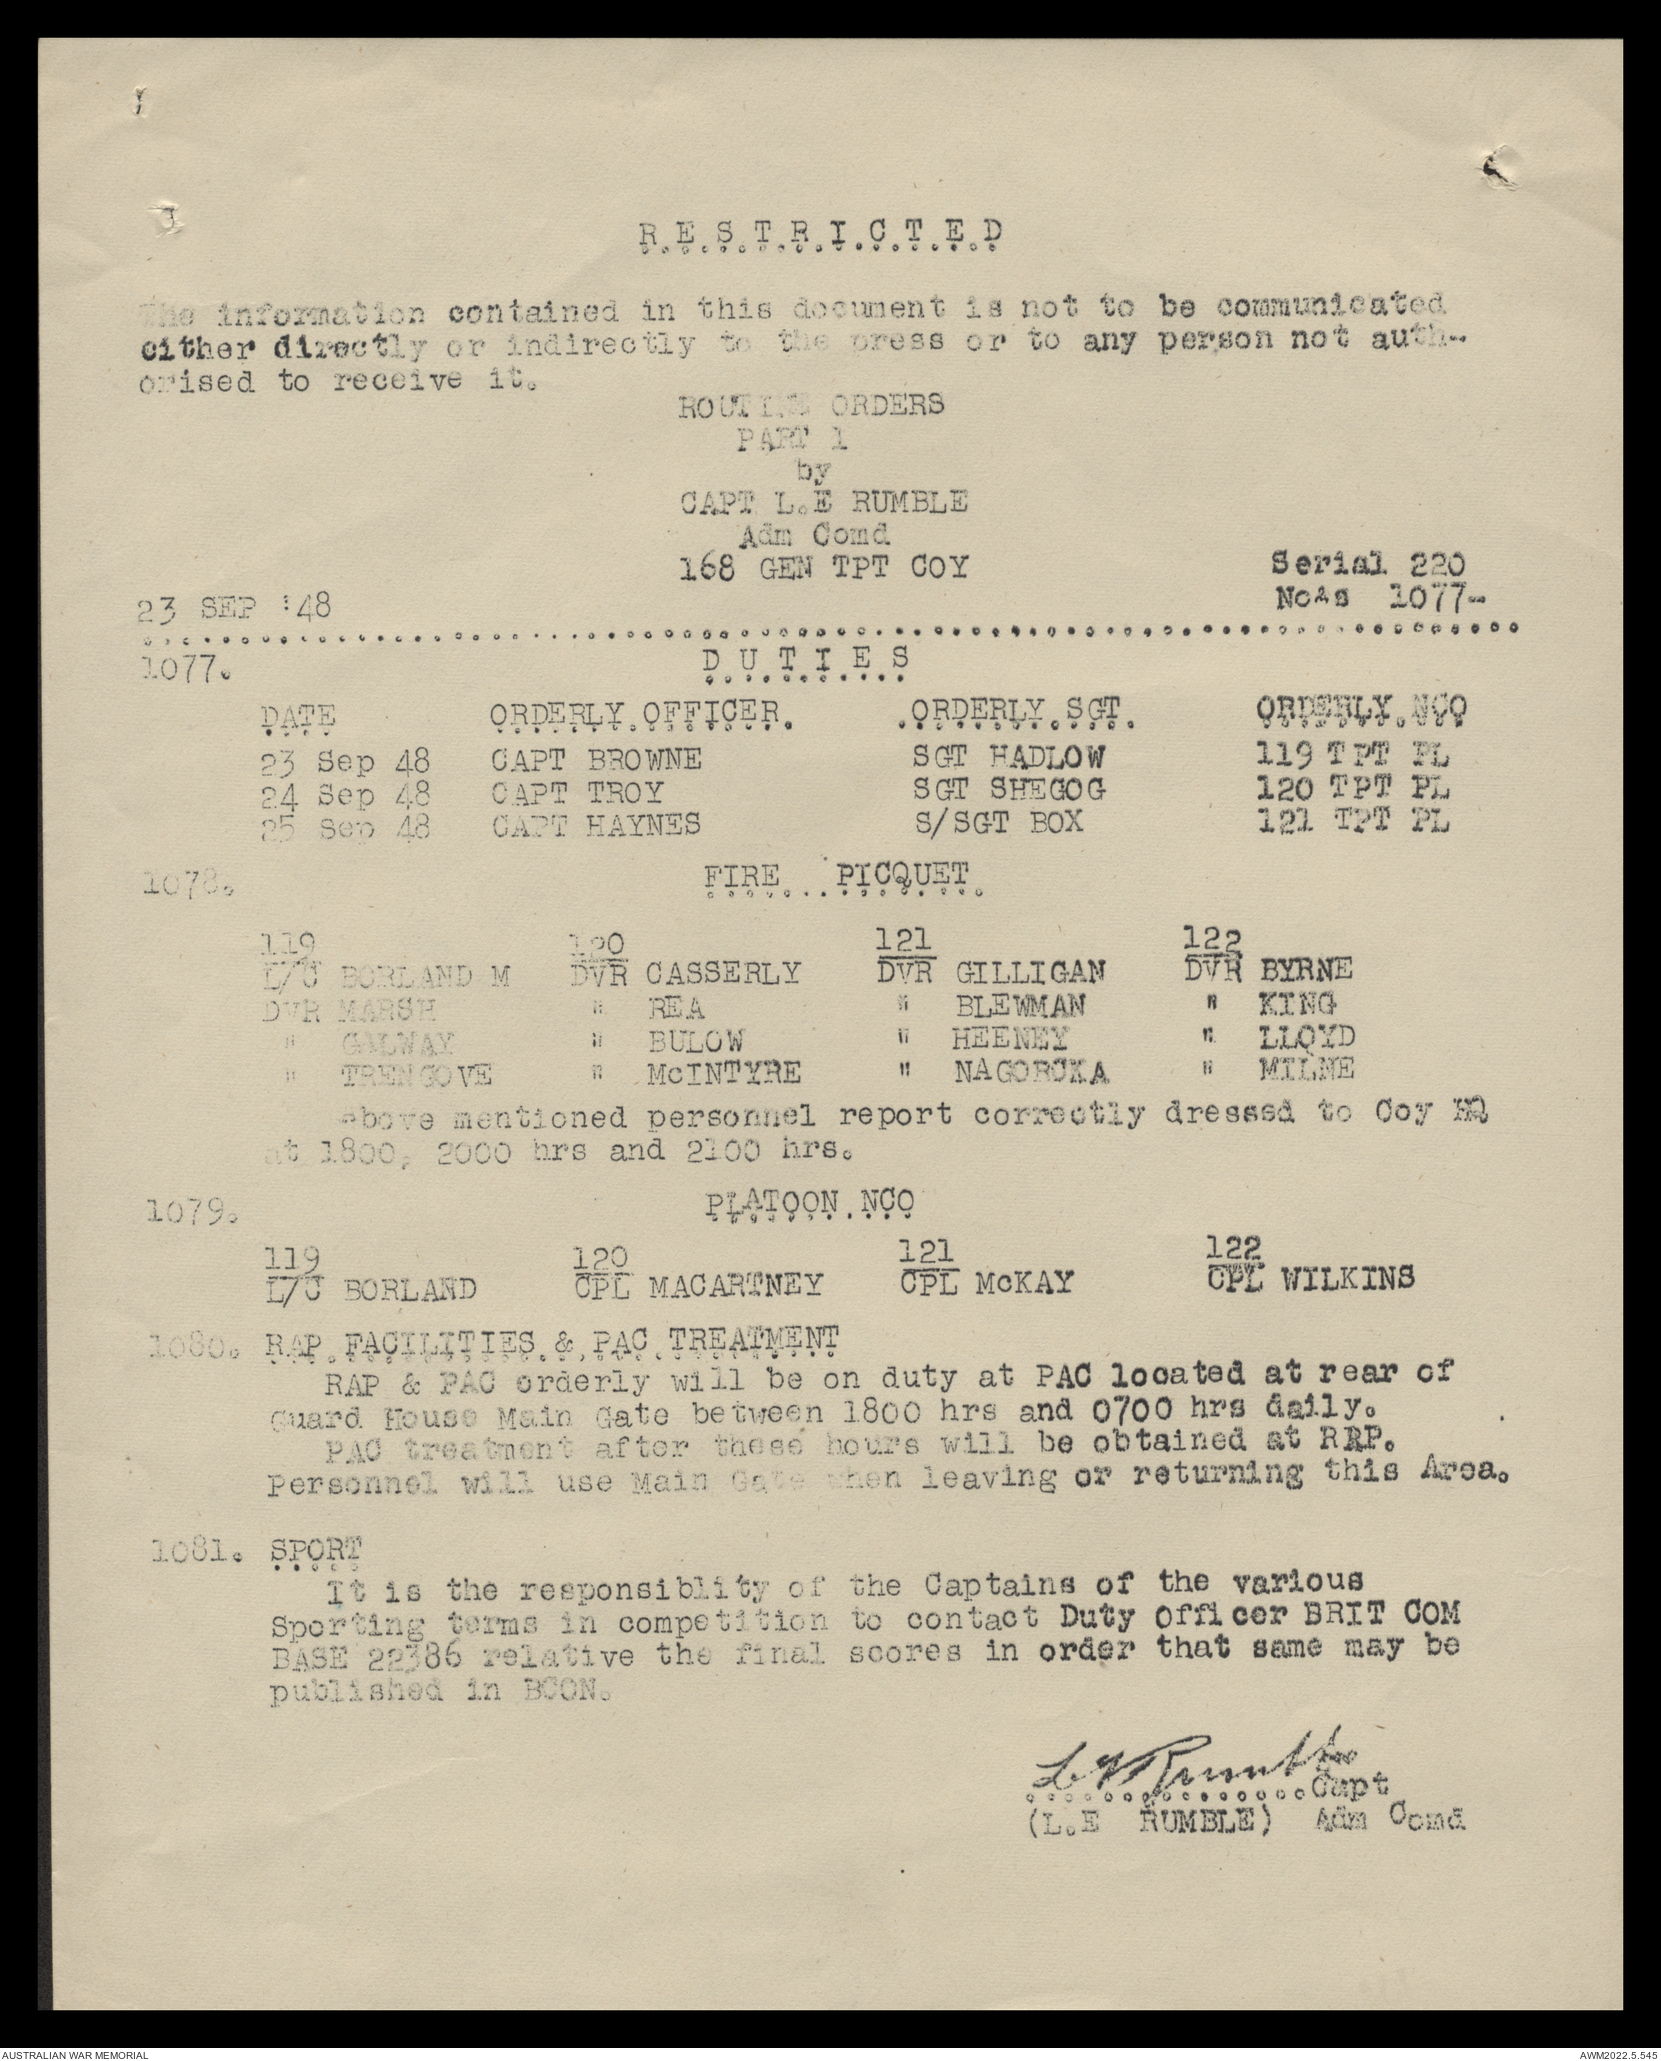 R.E.S.T.R.I.C.T.E.D
The information contained in this document is not to be communicated
either directly or indirectly to the press or to any person not auth-
orised to receive it.
ROUTINE ORDERS
PART 1
by
CAPT L.E RUMBLE
Adm Comd
168 GEN TPT COY
Serial 220
23 SEP '48
No's 1077-
1077. D U T I E S
DATE ORDERLY OFFICER. ORDERLY SGT. ORDERLY NCO
23 Sep 48 CAPT BROWNE SGT HADLOW 119 TPT PL
24 Sep 48 CAPT TROY SGT SHEGOG 120 TPT PL
25 Sep 48 CAPT HAYNES S/SGT BOX 121 TPT PL
1078. FIRE PICQUET.
119 120 121 122
L/C BORLAND M DVR CASSERLY DVR GILLIGAN DVR BYRNE
DVR MARSH " REA " BLEWMAN " KING
" GALWAY " BULOW " HEENEY " LLOYD
" TRENGOVE " McINTYRE " NAGORCKA " MILNE
above mentioned personnel report correctly dressed to Coy HQ
at 1800, 2000 hrs and 2100 hrs.
1079. PLATOON NCO
119 120 121 122
L/C BORLAND CPL MACARTNEY CPL McKAY CPL WILKINS
1080. RAP FACILITIES & PAC TREATMENT
RAP & PAC orderly will be on duty at PAC located at rear of
Guard House Main Gate between 1800 hrs and 0700 hrs daily.
PAC treatment after these hours will be obtained at RAP.
Personnel will use Main Gate when leaving or returning this Area.
1081. SPORT
It is the responsiblity of the Captains of the various
Sporting terms in competition to contact Duty Officer BRIT COM
BASE 22386 relative the final scores in order that same may be
published in BCON.
L E Rumble
...............Capt
(L.E RUMBLE) Adm Comd
AUSTRALIAN WAR MEMORIAL
AWM2022.5.545